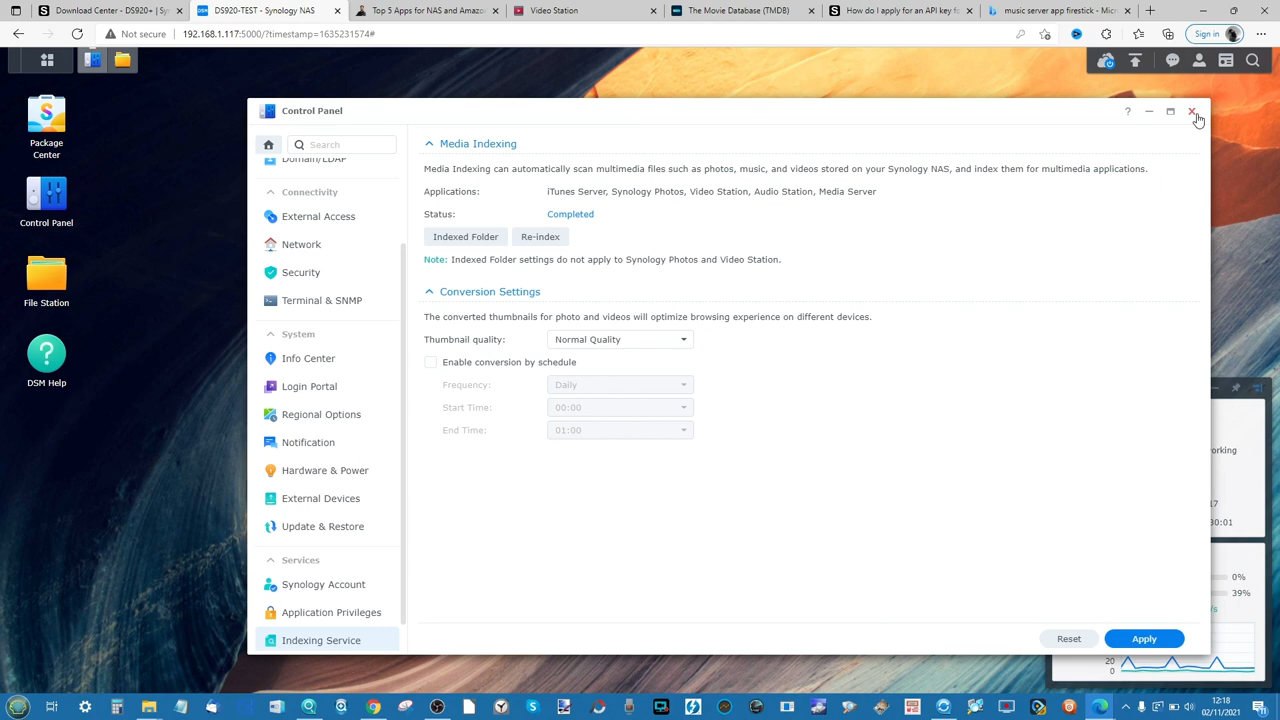 Download Center - DS920+ | Sy
DS920-TEST - Synology NAS
Top 5 Apps for NAS and Amazo
Video Station
The Movie Database (TMDB)
How do I apply for an API key fo
music server app firestick - Micr
Not secure
192.168.1.117:5000/?timestamp=1635231574#
Sign in
Package
Center
Control Panel
File Station
DSM Help
Control Panel
Search
Domain/LDAP
Connectivity
External Access
Network
Security
Terminal & SNMP
System
Info Center
Login Portal
Regional Options
Notification
Hardware & Power
External Devices
Update & Restore
Services
Synology Account
Application Privileges
Indexing Service
Media Indexing
Media Indexing can automatically scan multimedia files such as photos, music, and videos stored on your Synology NAS, and index them for multimedia applications.
Applications: iTunes Server, Synology Photos, Video Station, Audio Station, Media Server
Status: Completed
Indexed Folder Re-index
Note: Indexed Folder settings do not apply to Synology Photos and Video Station.
Conversion Settings
The converted thumbnails for photo and videos will optimize browsing experience on different devices.
Thumbnail quality: Normal Quality
Enable conversion by schedule
Frequency: Daily
Start Time: 00:00
End Time: 01:00
Reset Apply
orking
17
30:01
0%
39%
/s
20
0
12:18
02/11/2021